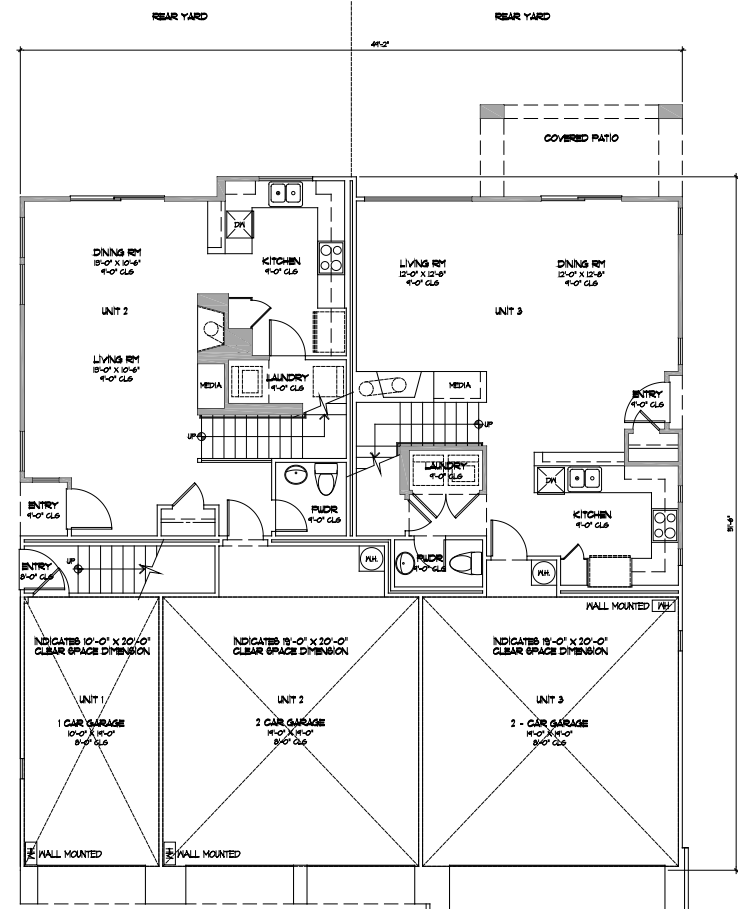 REAR YARD
REAR YARD
49'-2"
COVERED PATIO
DW
KITCHEN
9'-0" CLG
DINING RM
13'-0" X 10'-6"
9'-0" CLG
UNIT 2
LIVING RM
13'-0" X 10'-6"
9'-0" CLG
LIVING RM
12'-0" X 12'-8"
9'-0" CLG
DINING RM
12'-0" X 12'-8"
9'-0" CLG
UNIT 3
MEDIA
LAUNDRY
9'-0" CLG
MEDIA
ENTRY
9'-0" CLG
UP
UP
LAUNDRY
9'-0" CLG
DW
KITCHEN
9'-0" CLG
ENTRY
9'-0" CLG
PWDR
9'-0" CLG
ENTRY
8'-0" CLG
UP
W.H.
PWDR
9'-0" CLG
W.H.
WALL MOUNTED
WH
INDICATES 10'-0" X 20'-0"
CLEAR SPACE DIMENSION
INDICATES 19'-0" X 20'-0"
CLEAR SPACE DIMENSION
INDICATES 19'-0" X 20'-0"
CLEAR SPACE DIMENSION
UNIT 1
1 CAR GARAGE
10'-0" X 19'-0"
8'-0" CLG
UNIT 2
2 CAR GARAGE
19'-0" X 19'-0"
8'-0" CLG
UNIT 3
2 - CAR GARAGE
19'-0" X 19'-0"
8'-0" CLG
WH
WALL MOUNTED
WH
WALL MOUNTED